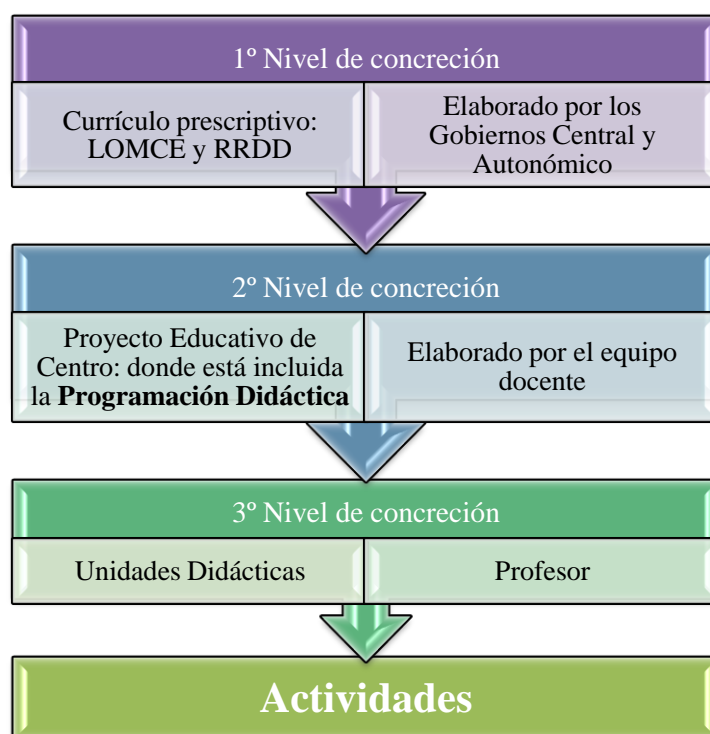 1º Nivel de concreción
Currículo prescriptivo:
LOMCE y RRDD
Elaborado por los
Gobiernos Central y
Autonómico
2º Nivel de concreción
Proyecto Educativo de
Centro: donde está incluida
la Programación Didáctica
Elaborado por el equipo
docente
3º Nivel de concreción
Unidades Didácticas
Profesor
Actividades